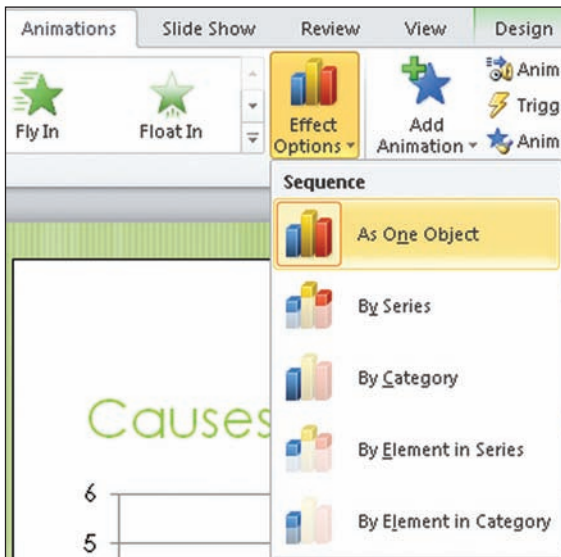 Animations Slide Show Review View Design
Fly In Float In Effect Options Add Animation Anim
Trigg
Anim
Sequence
As One Object
By Series
By Category
By Element in Series
By Element in Category
Causes
6
5